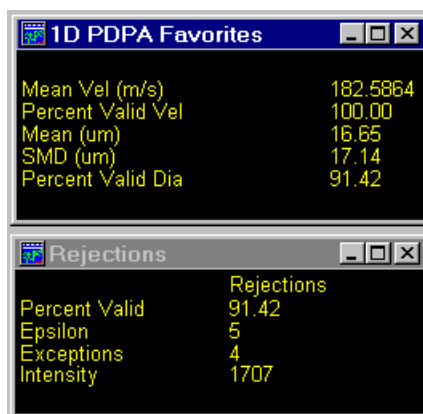 1D PDPA Favorites
Mean Vel (m/s) 182.5864
Percent Valid Vel 100.00
Mean (um) 16.65
SMD (um) 17.14
Percent Valid Dia 91.42
Rejections
Rejections
Percent Valid 91.42
Epsilon 5
Exceptions 4
Intensity 1707